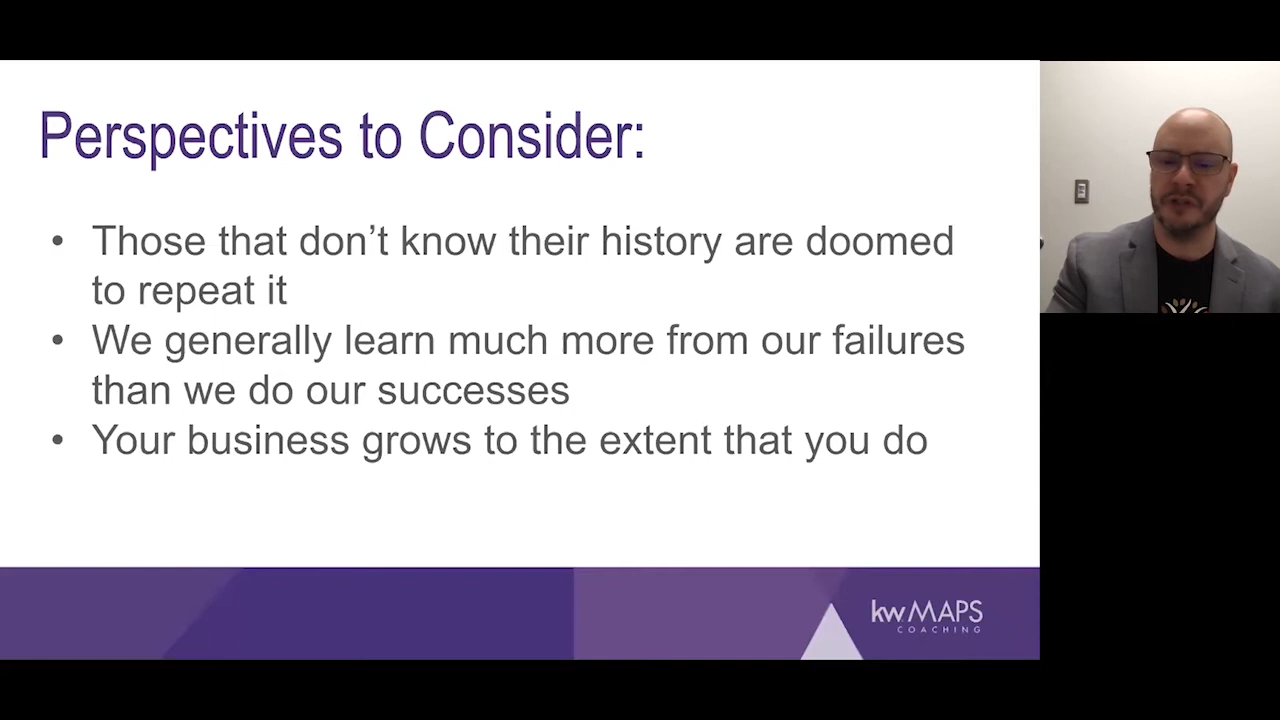 Perspectives to Consider:
• Those that don’t know their history are doomed
to repeat it
• We generally learn much more from our failures
than we do our successes
• Your business grows to the extent that you do
kw MAPS
COACHING